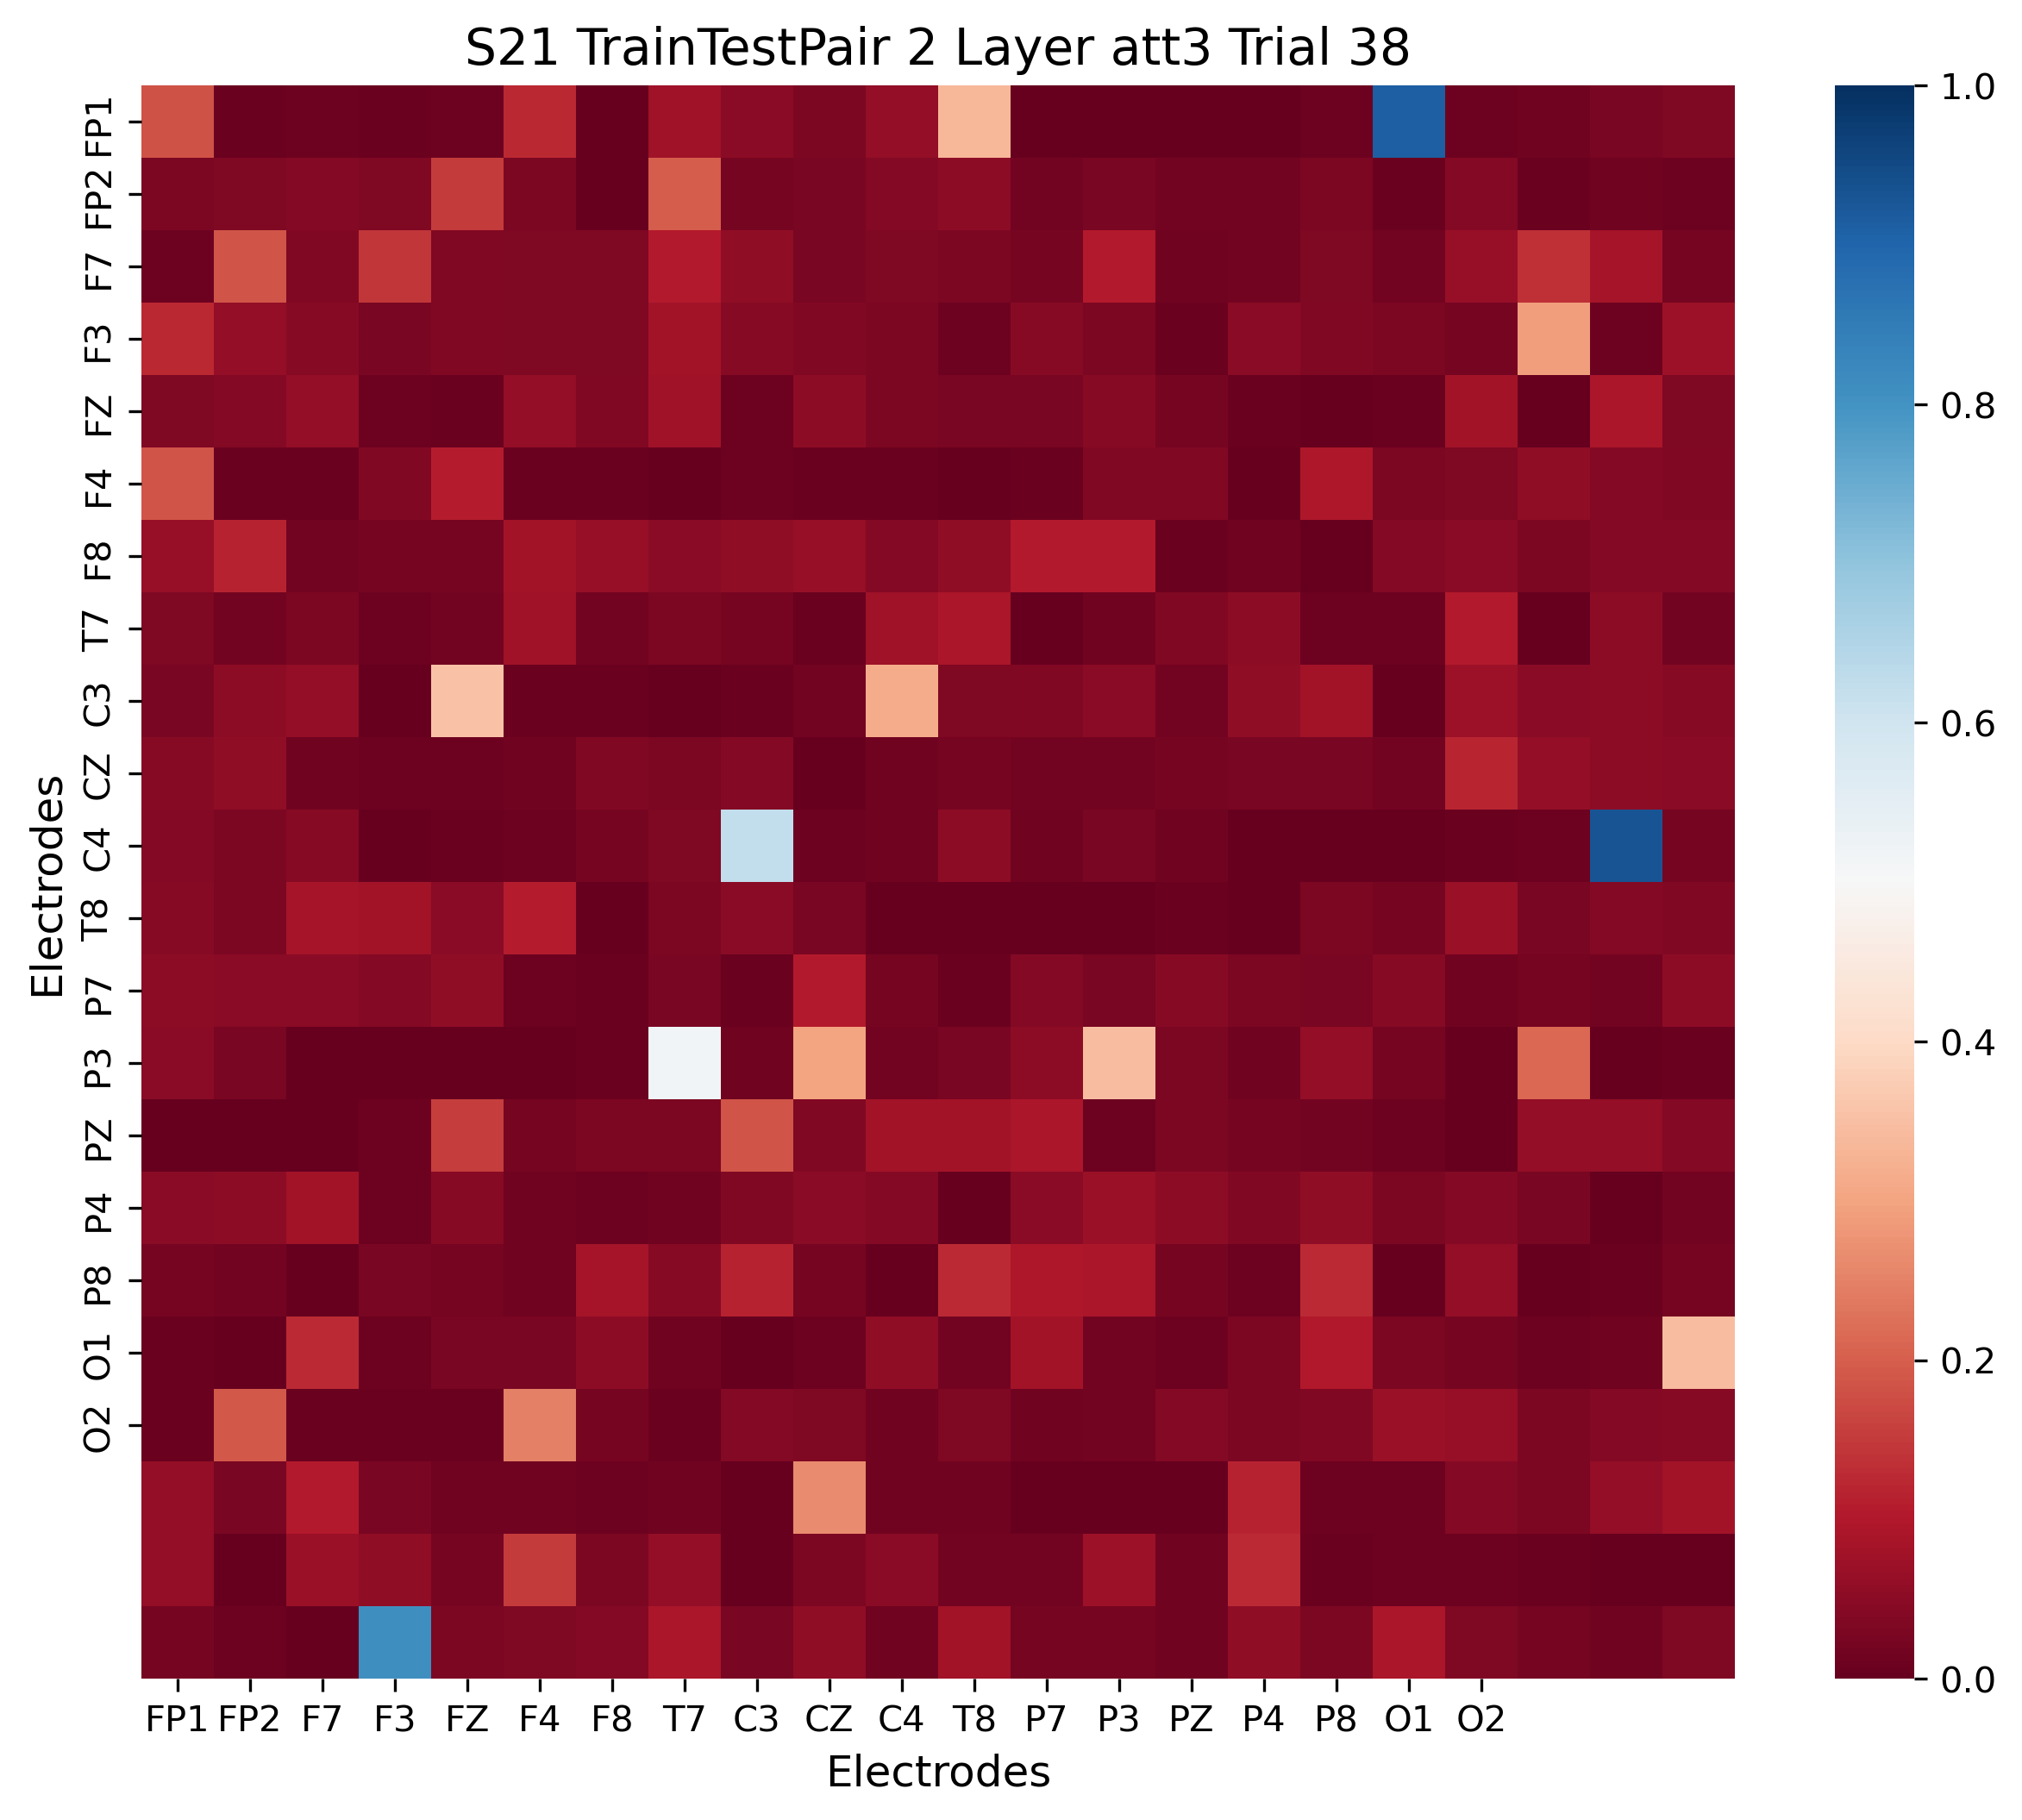 S21 TrainTestPair 2 Layer att3 Trial 38
Electrodes
FP1
FP2
F7
F3
FZ
F4
F8
T7
C3
CZ
C4
T8
P7
P3
PZ
P4
P8
O1
O2
FP1 FP2 F7 F3 FZ F4 F8 T7 C3 CZ C4 T8 P7 P3 PZ P4 P8 O1 O2
Electrodes
1.0
0.8
0.6
0.4
0.2
0.0